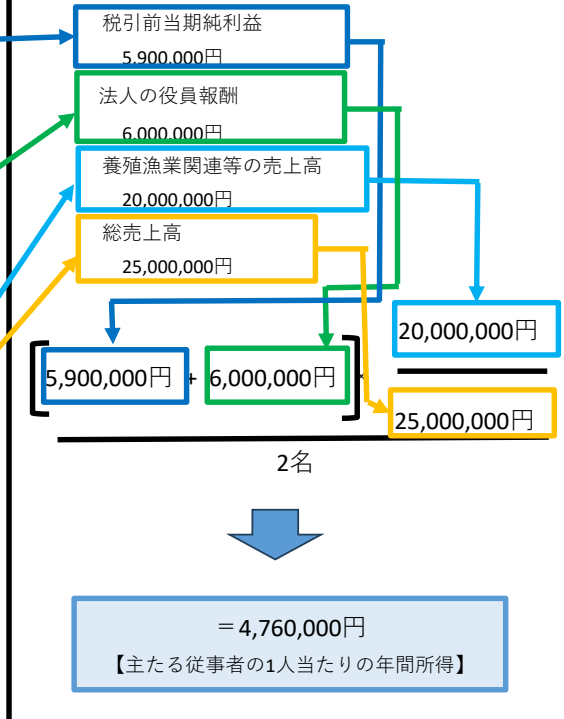 税引前当期純利益
5,900,000円
法人の役員報酬
6,000,000円
養殖漁業関連等の売上高
20,000,000円
総売上高
25,000,000円
20,000,000円
5,900,000円 + 6,000,000円 ×
25,000,000円
2名
＝4,760,000円
【主たる従事者の1人当たりの年間所得】